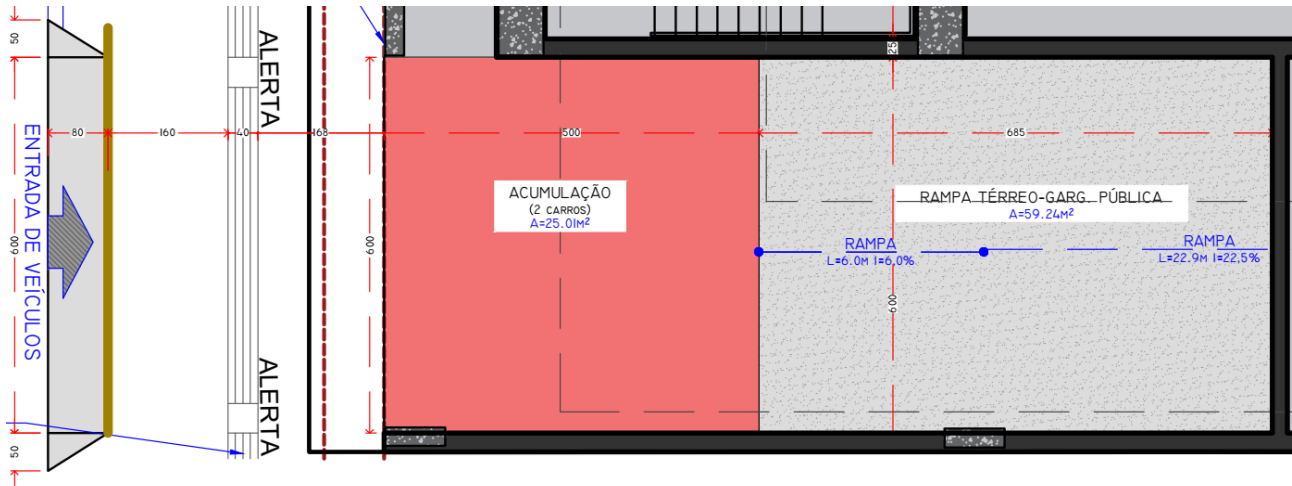 50
ALERTA
25
80
160
40
168
500
685
ENTRADA DE VEÍCULOS
ACUMULAÇÃO
(2 CARROS)
A=25.01M²
RAMPA TÉRREO-GARG. PÚBLICA
A=59.24M²
600
600
RAMPA
L=6.0M I=6,0%
RAMPA
L=22.9M I=22,5%
600
ALERTA
50